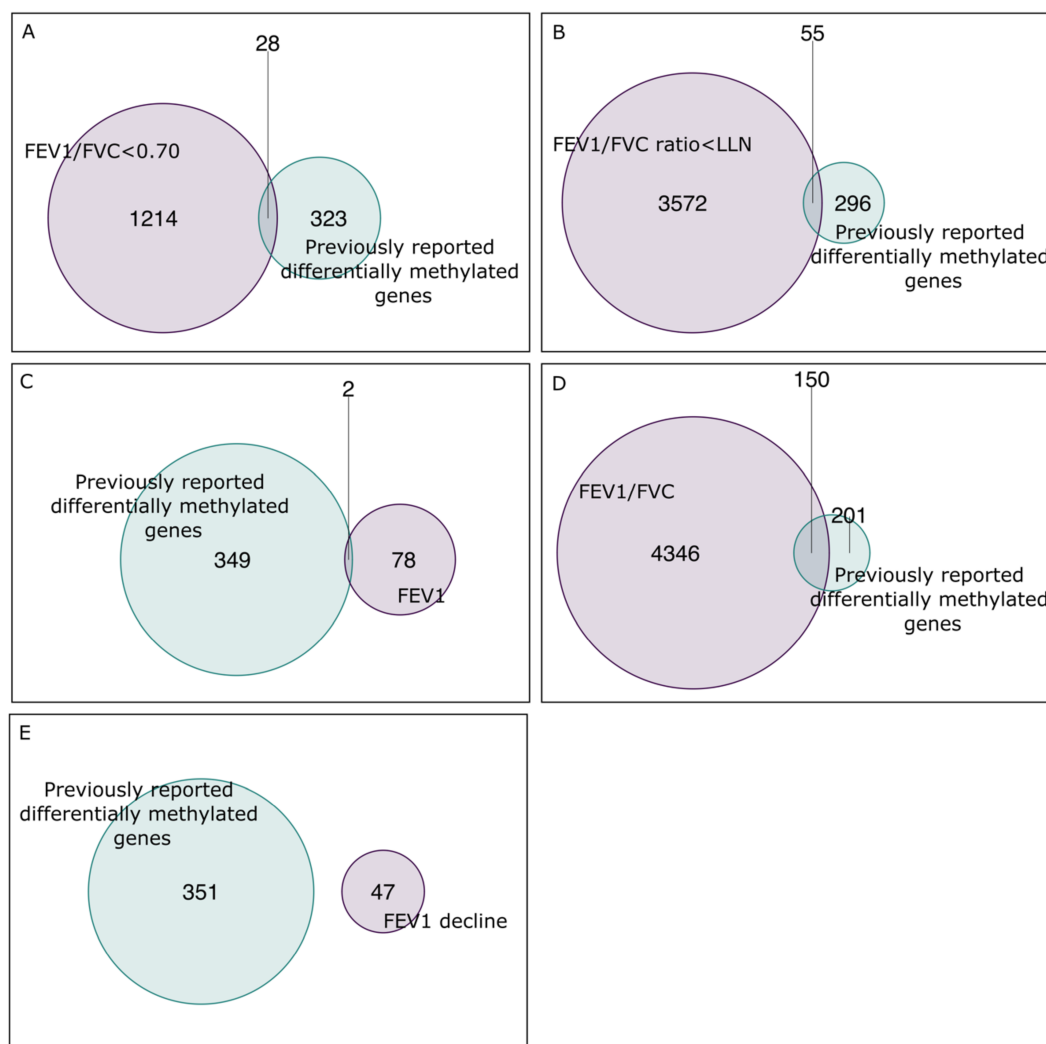 A
28
FEV1/FVC<0.70
1214
323
Previously reported
differentially methylated
genes
B
55
FEV1/FVC ratio<LLN
3572
296
Previously reported
differentially methylated
genes
C
2
Previously reported
differentially methylated
genes
349
78
FEV1
D
150
FEV1/FVC
201
4346
Previously reported
differentially methylated
genes
E
Previously reported
differentially methylated
genes
351
47
FEV1 decline